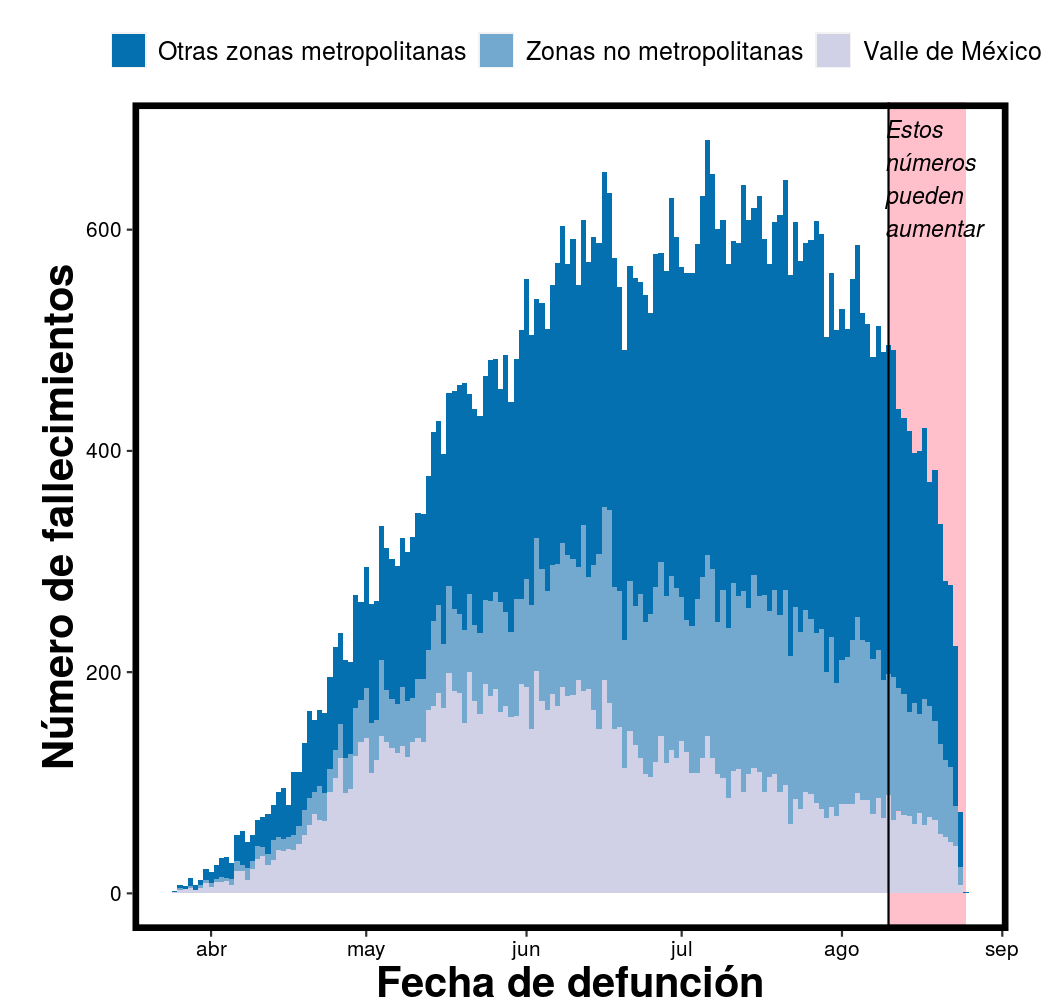 Otras zonas metropolitanas Zonas no metropolitanas Valle de México
Estos
números
pueden
aumentar
600
400
200
0
Número de fallecimientos
abr may jun jul ago sep
Fecha de defunción